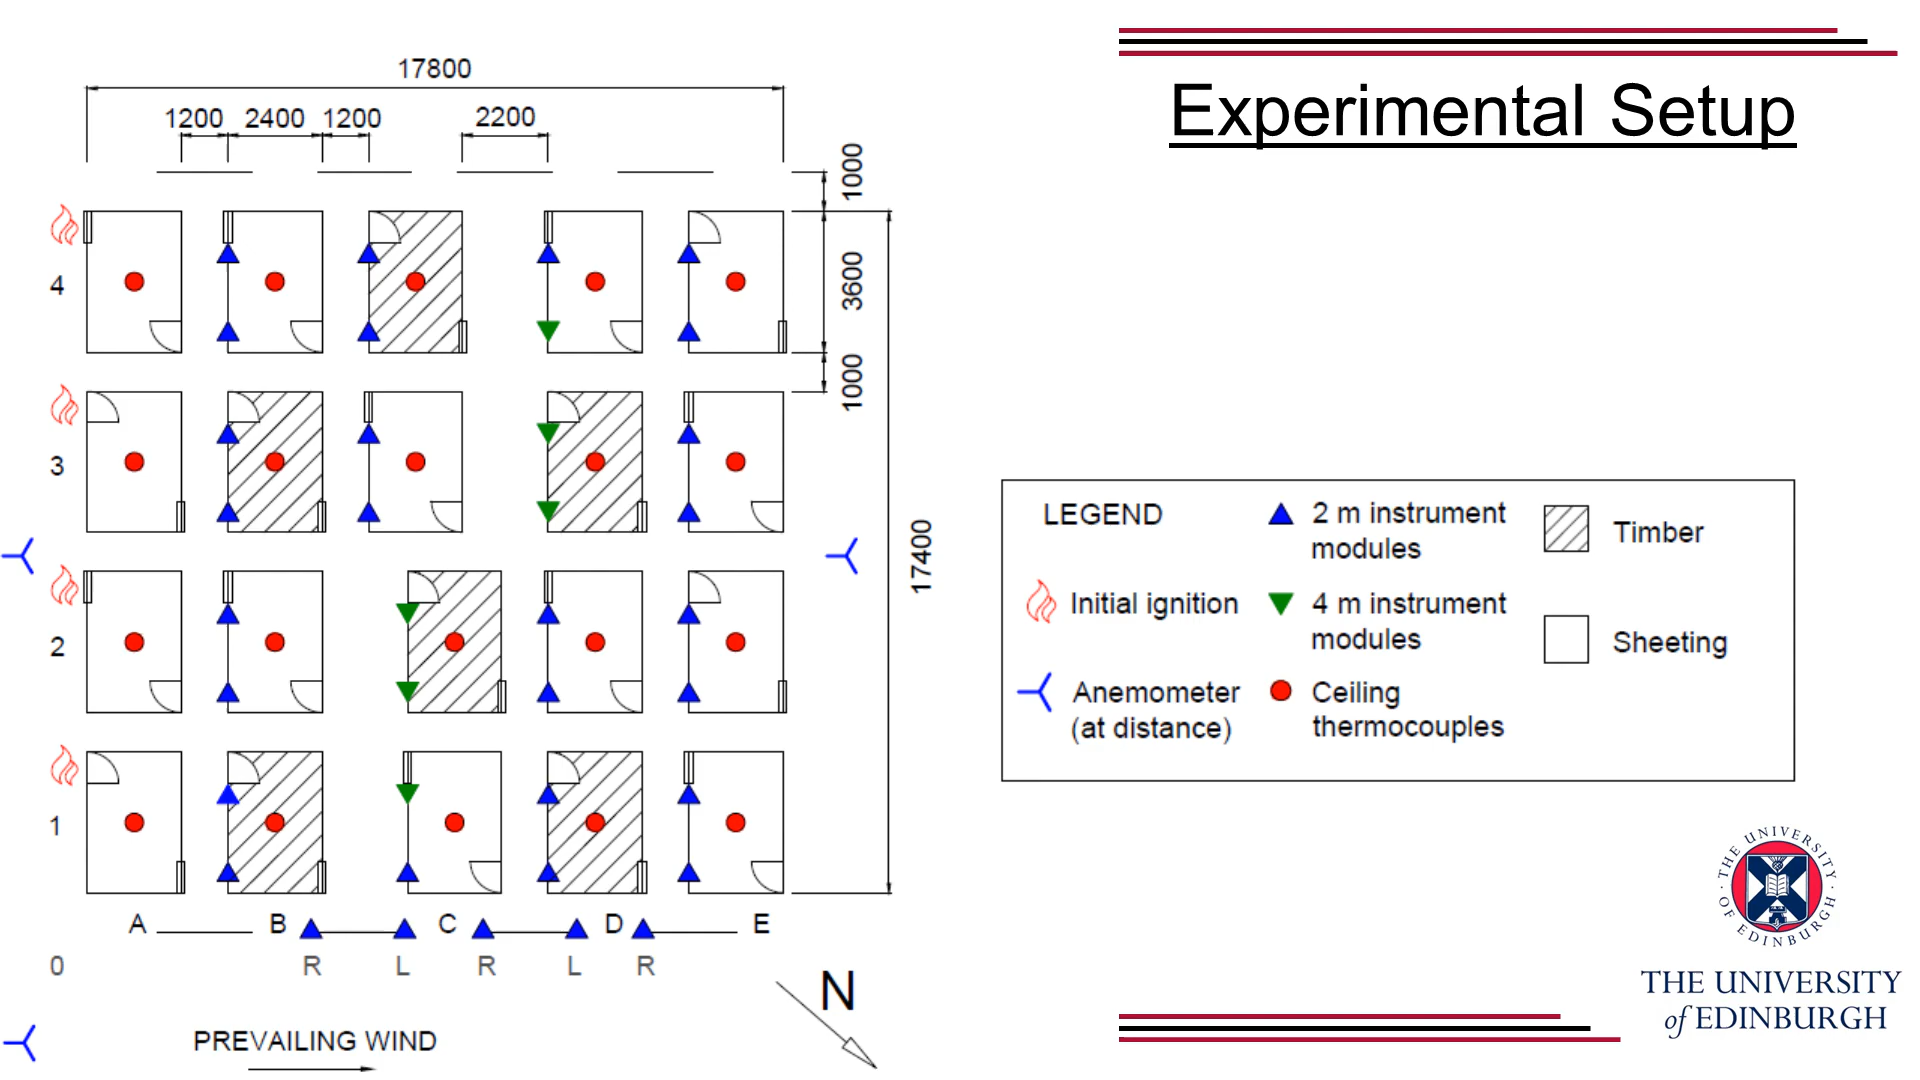 Experimental Setup
17800
1200 2400 1200 2200
1000
3600
1000
17400
4
3
2
1
A B C D E
0 R L R L R
N
PREVAILING WIND
LEGEND
Initial ignition
Anemometer
(at distance)
2 m instrument
modules
4 m instrument
modules
Ceiling
thermocouples
Timber
Sheeting
THE UNIVERSITY
OF EDINBURGH
THE UNIVERSITY
of EDINBURGH